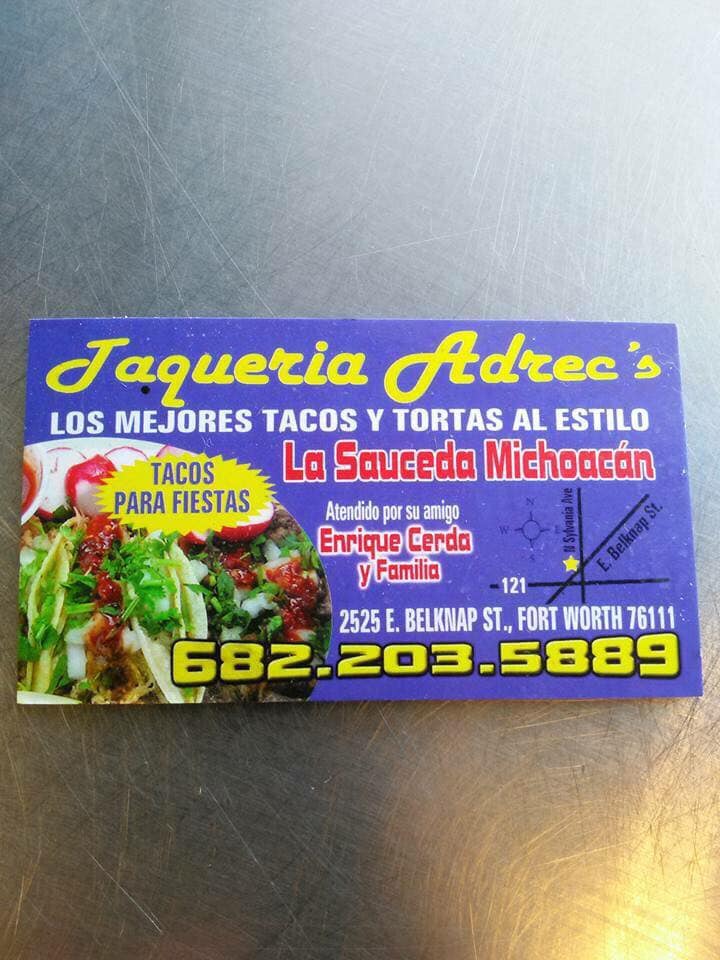 Taqueria Adrec's
LOS MEJORES TACOS Y TORTAS AL ESTILO
La Sauceda Michoacán
TACOS
PARA FIESTAS
Atendido por su amigo
Enrique Cerda
y Familia
N
W
S
N Sylvania Ave
E. Belknap St.
121
2525 E. BELKNAP ST., FORT WORTH 76111
682.203.5889